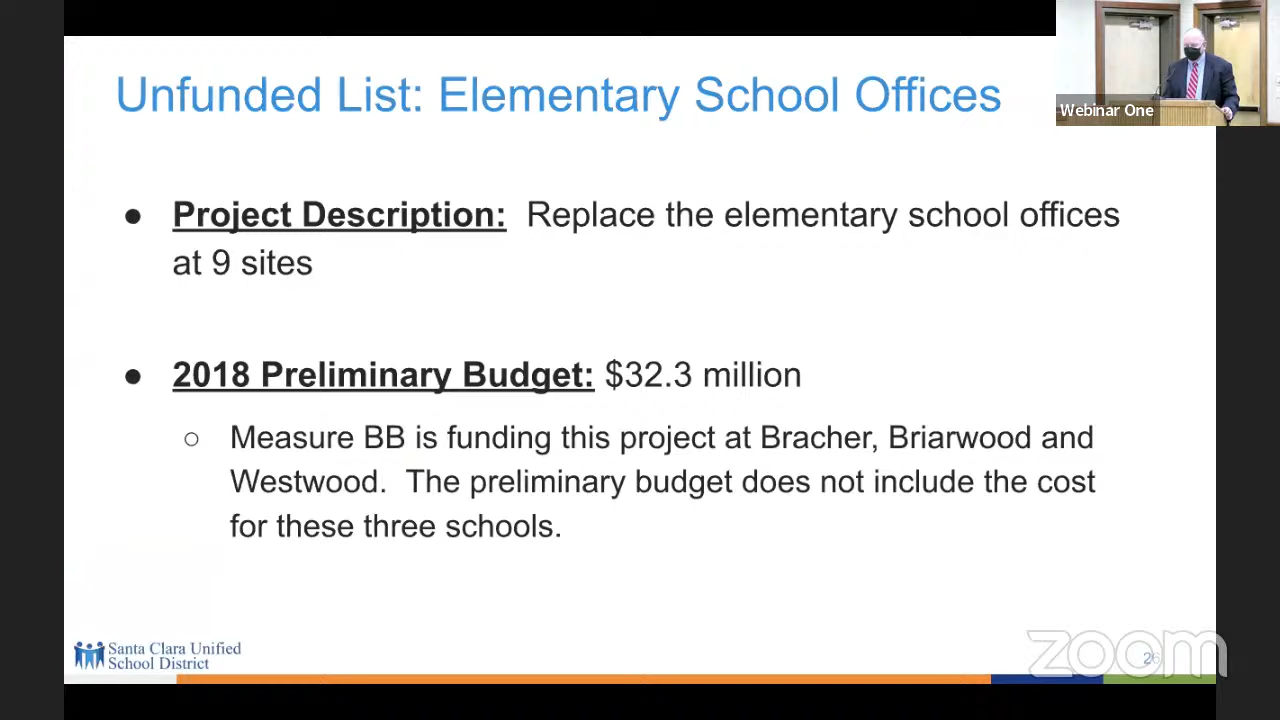 Unfunded List: Elementary School Offices
Webinar One
● Project Description: Replace the elementary school offices
at 9 sites
● 2018 Preliminary Budget: $32.3 million
○ Measure BB is funding this project at Bracher, Briarwood and
Westwood. The preliminary budget does not include the cost
for these three schools.
Santa Clara Unified
School District
26
zoom